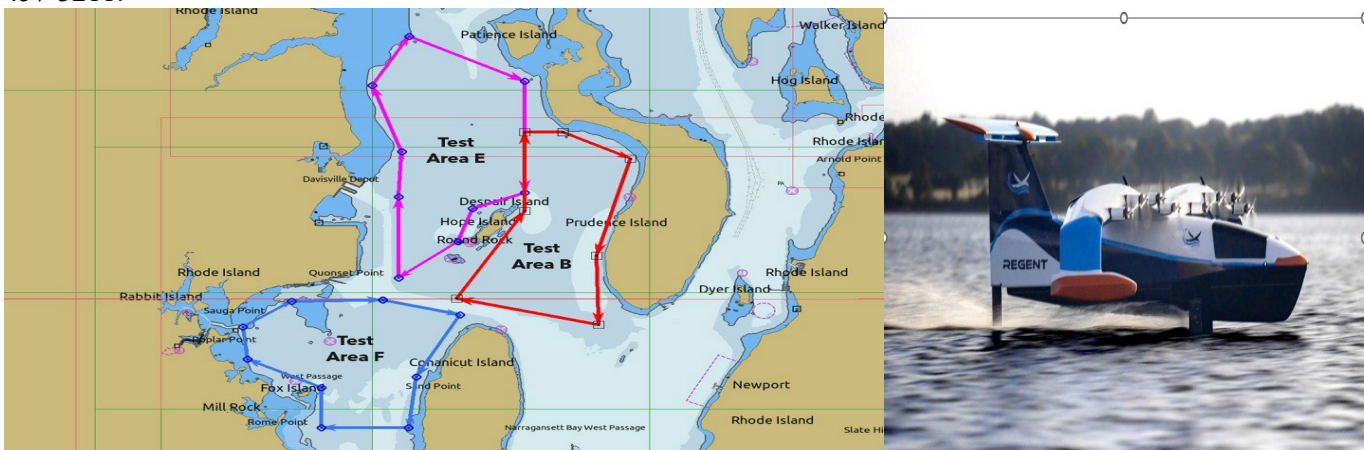 Rhode Island
Patience Island
Walker Island
Hog Island
Rhode
Rhode Islan
Arnold Point
Test
Area E
Davisville Depot
Despair Island
Hope Island
Round Rock
Prudence Island
Test
Area B
Rhode Island
Quonset Point
Rhode Island
Rabbit Island
Dyer Island
Sauga Point
Poplar Point
Test
Area F
Conanicut Island
West Passage
Fox Island
Sand Point
Newport
Mill Rock
Rome Point
Rhode Island
Narragansett Bay West Passage
Slate Hi
REGENT